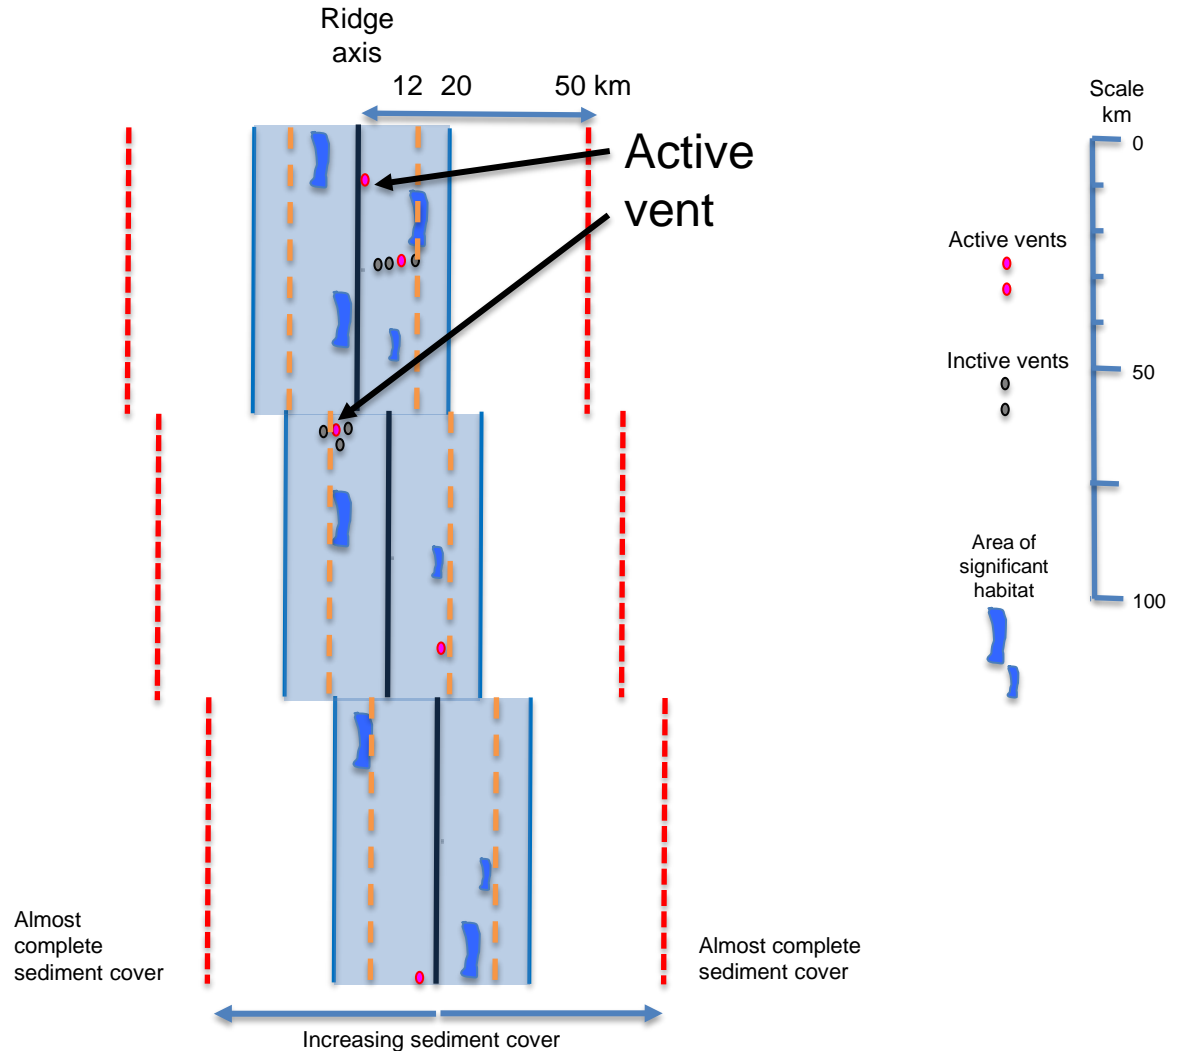 Ridge
axis
12 20 50 km
Active
vent
Scale
km
0
Active vents
Inctive vents
50
Area of
significant
habitat
100
Almost
complete
sediment cover
Almost complete
sediment cover
Increasing sediment cover